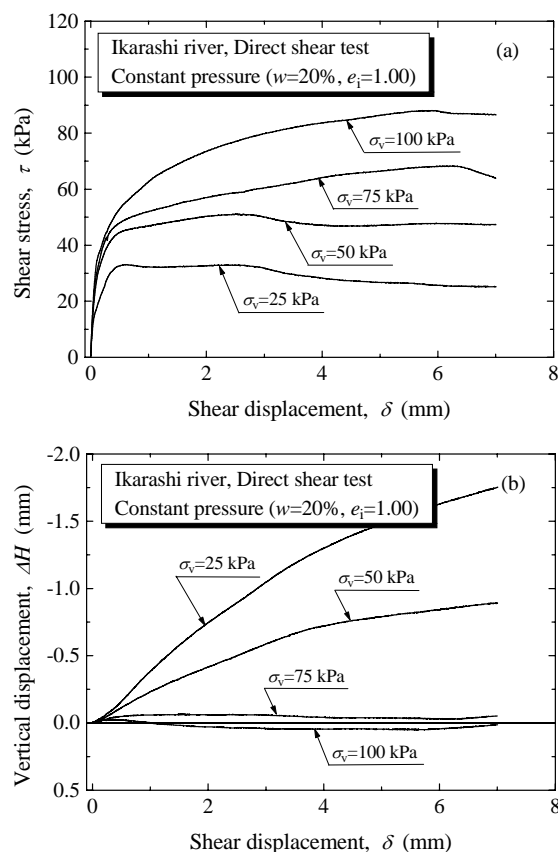 120
100
80
60
40
20
0
Shear stress, τ (kPa)
Ikarashi river, Direct shear test
Constant pressure (w=20%, eᵢ=1.00)
(a)
σᵥ=100 kPa
σᵥ=75 kPa
σᵥ=50 kPa
σᵥ=25 kPa
0 2 4 6 8
Shear displacement, δ (mm)
-2.0
-1.5
-1.0
-0.5
0.0
0.5
Vertical displacement, ΔH (mm)
Ikarashi river, Direct shear test
Constant pressure (w=20%, eᵢ=1.00)
(b)
σᵥ=25 kPa
σᵥ=50 kPa
σᵥ=75 kPa
σᵥ=100 kPa
0 2 4 6 8
Shear displacement, δ (mm)